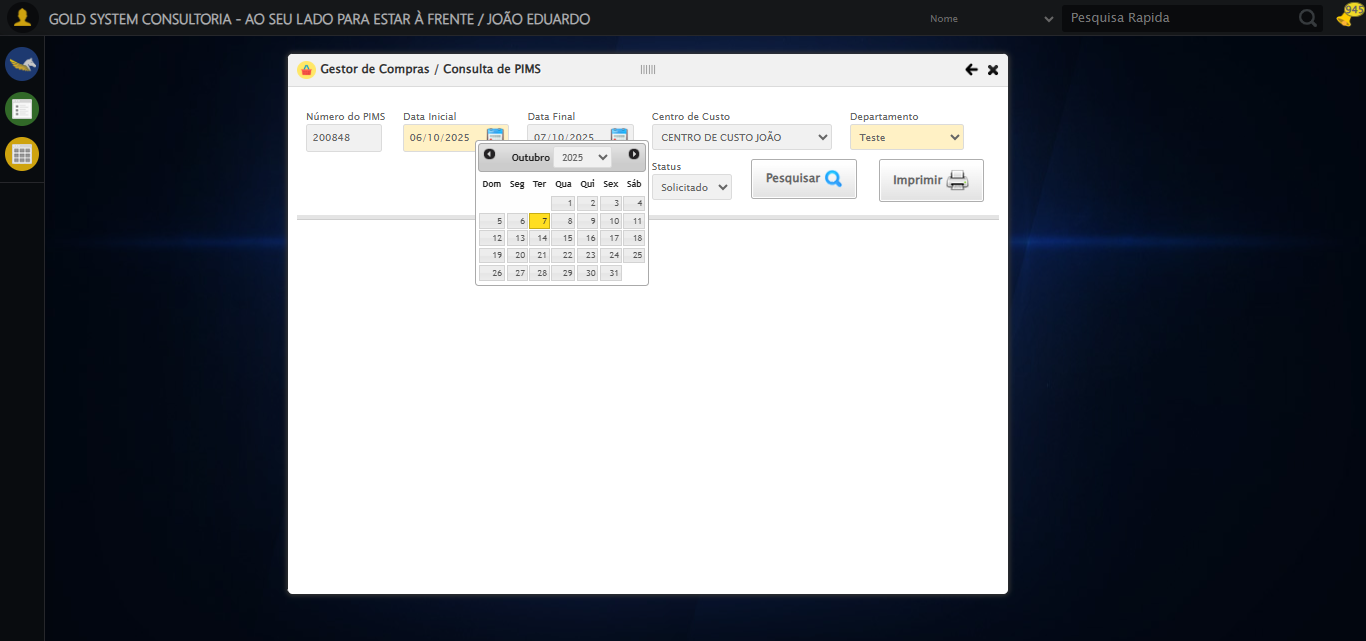 GOLD SYSTEM CONSULTORIA - AO SEU LADO PARA ESTAR À FRENTE / JOÃO EDUARDO
Nome
Pesquisa Rapida
945
Gestor de Compras / Consulta de PIMS
Número do PIMS
Data Inicial
Data Final
Centro de Custo
Departamento
200848
06/10/2025
07/10/2025
CENTRO DE CUSTO JOÃO
Teste
Outubro 2025
Status
Solicitado
Pesquisar
Imprimir
Dom Seg Ter Qua Qui Sex Sáb
1 2 3 4
5 6 7 8 9 10 11
12 13 14 15 16 17 18
19 20 21 22 23 24 25
26 27 28 29 30 31